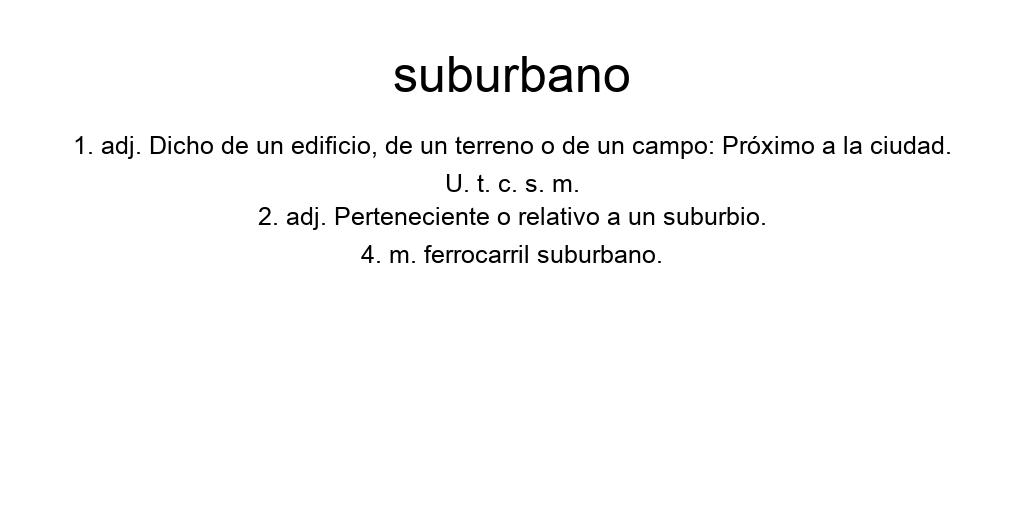 suburbano
1. adj. Dicho de un edificio, de un terreno o de un campo: Próximo a la ciudad.
U. t. c. s. m.
2. adj. Perteneciente o relativo a un suburbio.
4. m. ferrocarril suburbano.